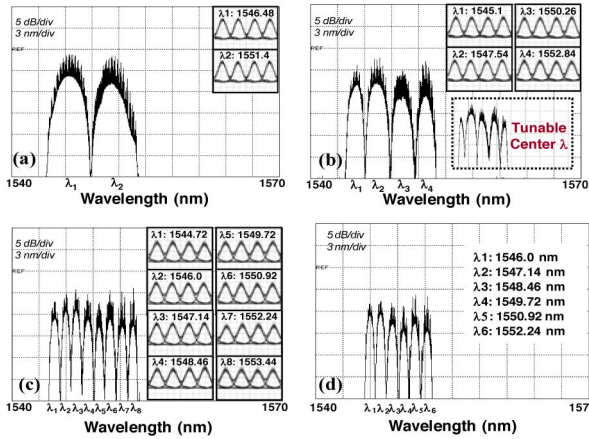 5 dB/div
3 nm/div
REF
λ1: 1546.48
λ2: 1551.4
(a)
λ1 λ2
1540
1570
Wavelength (nm)
5 dB/div
3 nm/div
REF
λ1: 1545.1
λ3: 1550.26
λ2: 1547.54
λ4: 1552.84
Tunable
Center λ
(b)
λ1 λ2 λ3 λ4
1540
1570
Wavelength (nm)
5 dB/div
3 nm/div
REF
λ1: 1544.72
λ5: 1549.72
λ2: 1546.0
λ6: 1550.92
λ3: 1547.14
λ7: 1552.24
λ4: 1548.46
λ8: 1553.44
(c)
λ1 λ2 λ3 λ4 λ5 λ6 λ7 λ8
1540
1570
Wavelength (nm)
5 dB/div
3 nm/div
REF
λ1: 1546.0 nm
λ2: 1547.14 nm
λ3: 1548.46 nm
λ4: 1549.72 nm
λ5: 1550.92 nm
λ6: 1552.24 nm
(d)
λ1 λ2 λ3 λ4 λ5 λ6
1540
1570
Wavelength (nm)